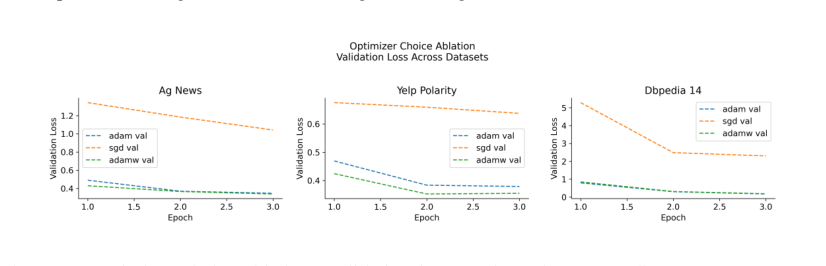 Optimizer Choice Ablation
Validation Loss Across Datasets
Ag News
Validation Loss
1.2
1.0
0.8
0.6
0.4
adam val
sgd val
adamw val
1.0 1.5 2.0 2.5 3.0
Epoch
Yelp Polarity
Validation Loss
0.6
0.5
0.4
adam val
sgd val
adamw val
1.0 1.5 2.0 2.5 3.0
Epoch
Dbpedia 14
Validation Loss
5
4
3
2
1
0
adam val
sgd val
adamw val
1.0 1.5 2.0 2.5 3.0
Epoch